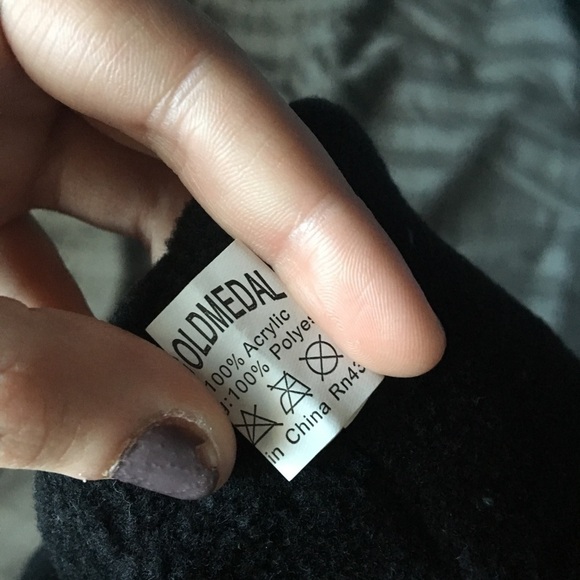 OLDMEDAL
100% Acrylic
:100% Polyes
in China Rn43